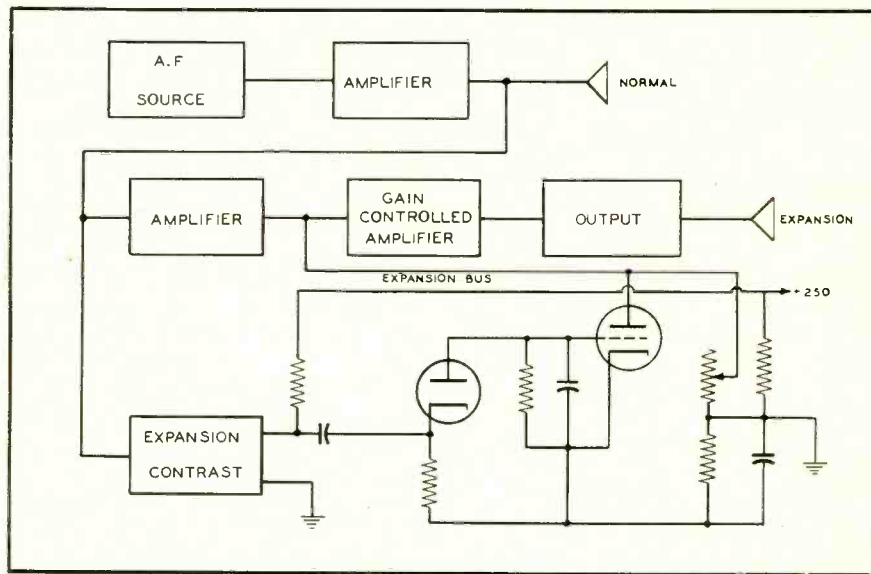 A.F
SOURCE
AMPLIFIER
NORMAL
AMPLIFIER
GAIN
CONTROLLED
AMPLIFIER
OUTPUT
EXPANSION
EXPANSION BUS
+250
EXPANSION
CONTRAST